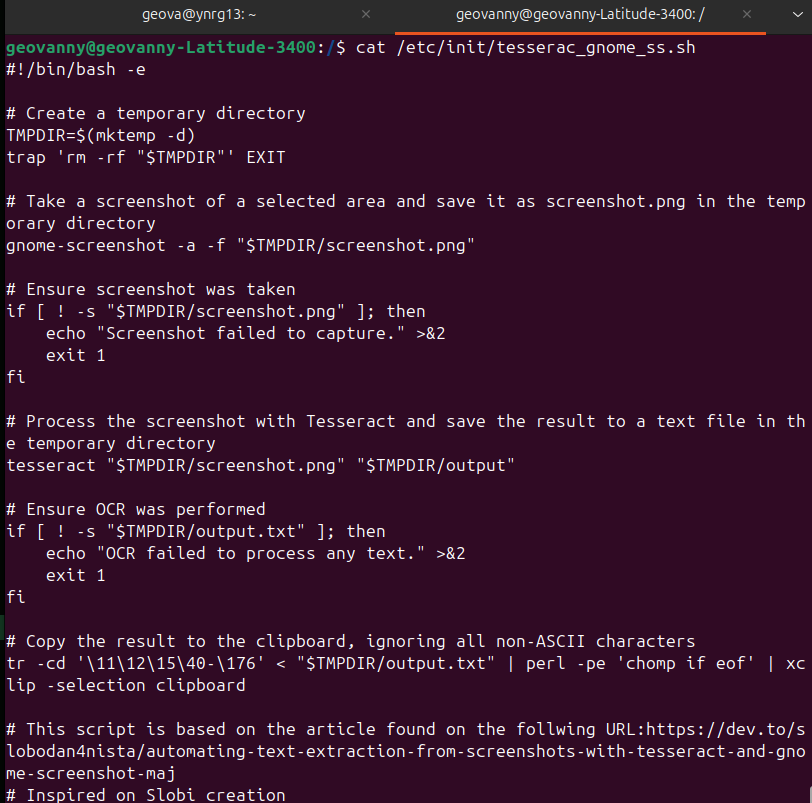 geova@ynrg13: ~ × geovanny@geovanny-Latitude-3400: / ×
geovanny@geovanny-Latitude-3400:/$ cat /etc/init/tesserac_gnome_ss.sh
#!/bin/bash -e
# Create a temporary directory
TMPDIR=$(mktemp -d)
trap 'rm -rf "$TMPDIR"' EXIT
# Take a screenshot of a selected area and save it as screenshot.png in the temp
orary directory
gnome-screenshot -a -f "$TMPDIR/screenshot.png"
# Ensure screenshot was taken
if [ ! -s "$TMPDIR/screenshot.png" ]; then
    echo "Screenshot failed to capture." >&2
    exit 1
fi
# Process the screenshot with Tesseract and save the result to a text file in th
e temporary directory
tesseract "$TMPDIR/screenshot.png" "$TMPDIR/output"
# Ensure OCR was performed
if [ ! -s "$TMPDIR/output.txt" ]; then
    echo "OCR failed to process any text." >&2
    exit 1
fi
# Copy the result to the clipboard, ignoring all non-ASCII characters
tr -cd '\11\12\15\40-\176' < "$TMPDIR/output.txt" | perl -pe 'chomp if eof' | xc
lip -selection clipboard
# This script is based on the article found on the follwing URL:https://dev.to/s
lobodan4nista/automating-text-extraction-from-screenshots-with-tesseract-and-gno
me-screenshot-maj
# Inspired on Slobi creation